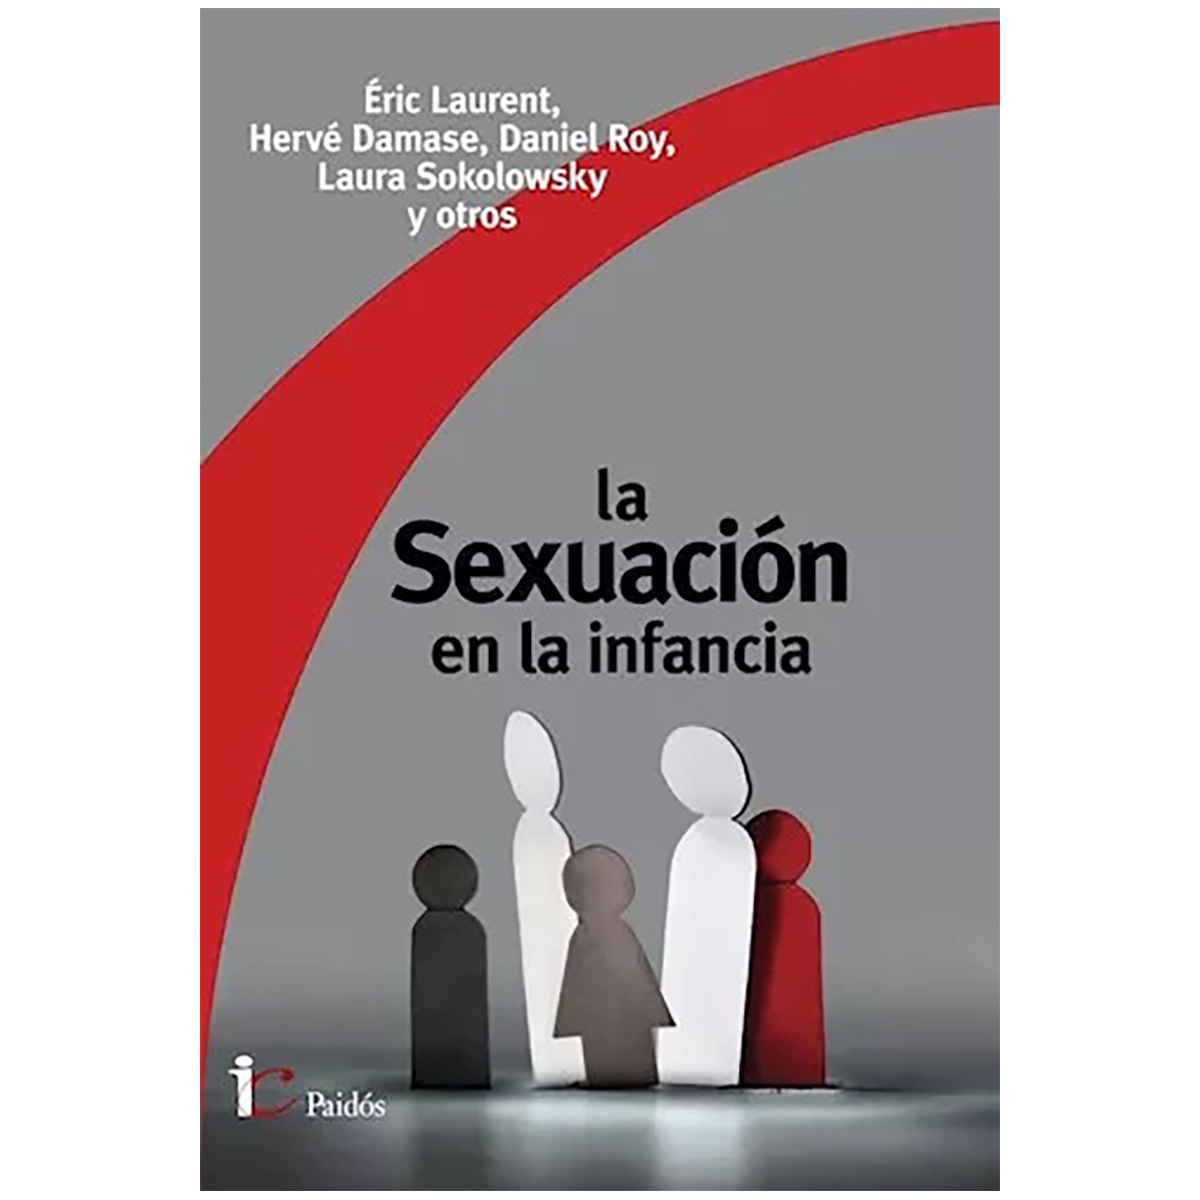 Éric Laurent,
Hervé Damase, Daniel Roy,
Laura Sokolowsky
y otros
la
Sexuación
en la infancia
ic Paidós